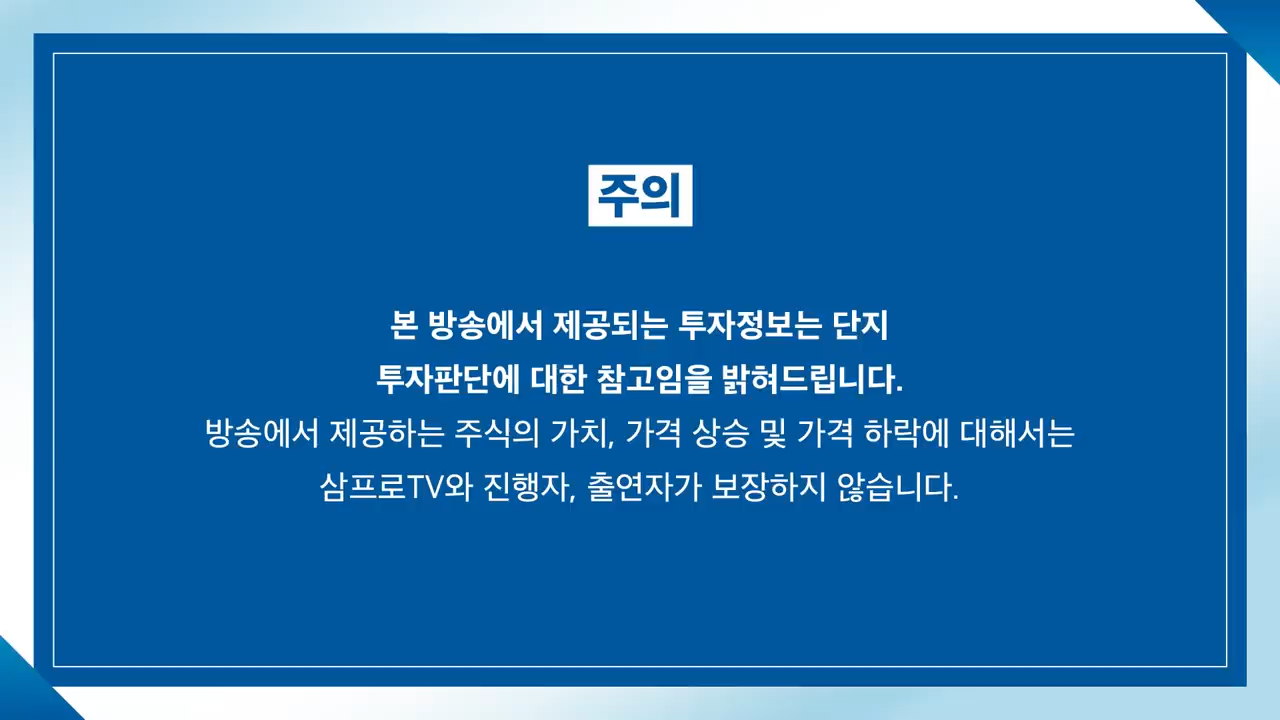 주의
본 방송에서 제공되는 투자정보는 단지
투자판단에 대한 참고임을 밝혀드립니다.
방송에서 제공하는 주식의 가치, 가격 상승 및 가격 하락에 대해서는
삼프로TV와 진행자, 출연자가 보장하지 않습니다.